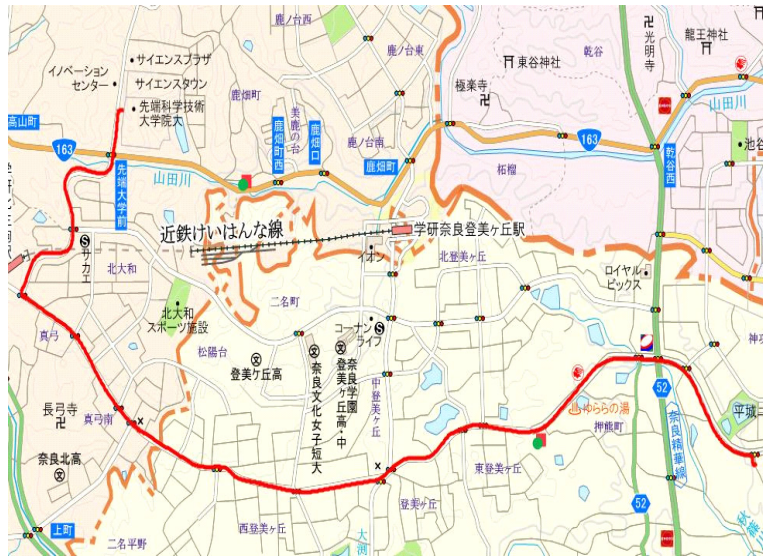 鹿ノ台西
サイエンスプラザ
イノベーション
センター
サイエンスタウン
先端科学技術
大学院大
鹿畑町
美鹿の台
鹿ノ台東
鹿ノ台南
鹿畑口
鹿畑町西
鹿畑町
極楽寺
東谷神社
乾谷
光明寺
龍王神社
山田川
高山町
163
163
先端大学前
山田川
柘榴
乾谷西
池谷
近鉄けいはんな線
学研奈良登美ヶ丘駅
イオン
サカエ
北大和
北登美ヶ丘
ロイヤル
ピックス
二名町
北大和
スポーツ施設
コーナン
ライフ
真弓
松陽台
登美ケ丘高
奈良文化女子短大
奈良学園
登美ヶ丘高・中
中登美ヶ丘
52
ゆららの湯
押熊町
奈良精華線
平城ニ
長弓寺
真弓南
奈良北高
東登美ヶ丘
登美ヶ丘
西登美ヶ丘
52
上町
二名平野
大渕